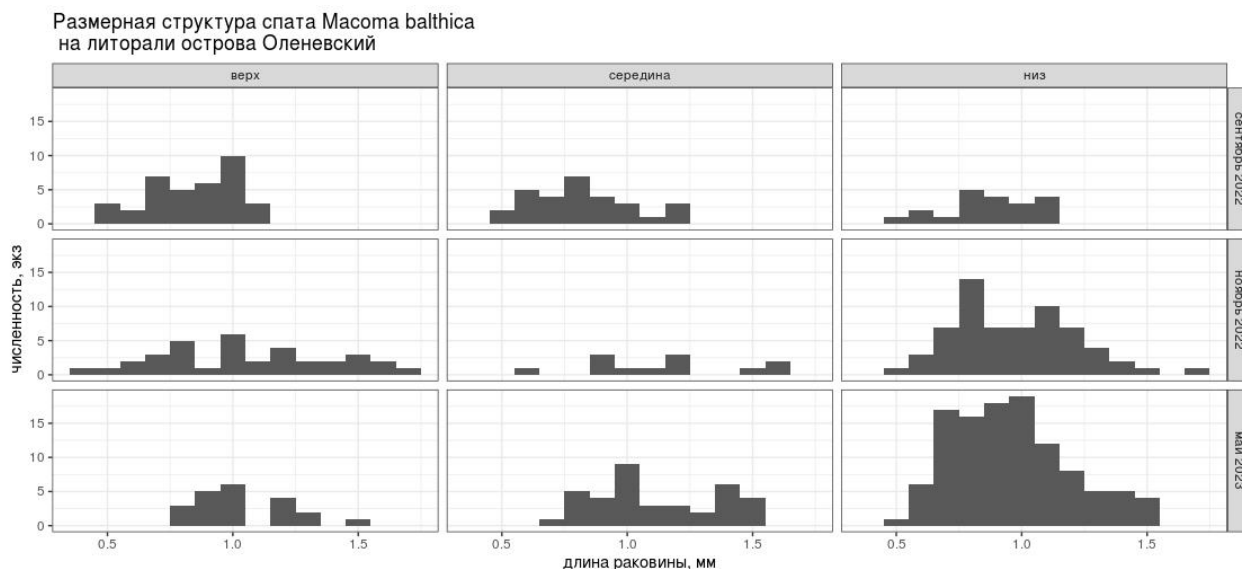 Размерная структура спата Macoma balthica
на литорали острова Оленевский
верх
середина
низ
численность, экз
15
10
5
0
сентябрь 2022
15
10
5
0
ноябрь 2022
15
10
5
0
май 2023
0.5 1.0 1.5
0.5 1.0 1.5
0.5 1.0 1.5
длина раковины, мм